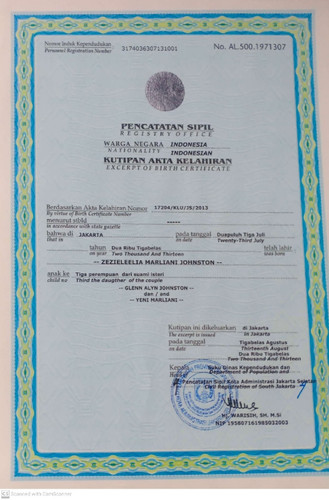 Nomor Induk Kependudukan
Personal Registration Number
3174036307131001
No. AL.500.1971307
PENCATATAN SIPIL
REGISTRY OFFICE
WARGA NEGARA INDONESIA
NATIONALITY INDONESIAN
KUTIPAN AKTA KELAHIRAN
EXCERPT OF BIRTH CERTIFICATE
Berdasarkan Akta Kelahiran Nomor 17204/KLU/JS/2013
By virtue of Birth Certificate Number
menurut stbld -----
in accordance with state gazette
bahwa di JAKARTA pada tanggal Duapuluh Tiga Juli
that in on date Twenty-Third July
tahun Dua Ribu Tigabelas telah lahir
on year Two Thousand And Thirteen was born
-- ZEZIELEELIA MARLIANI JOHNSTON --
anak ke Tiga perempuan dari suami isteri
child no Third the daugther of the couple
-- GLENN ALYN JOHNSTON --
dan / and
-- YENI MARLIANI --
Kutipan ini dikeluarkan di Jakarta
The excerpt is issued in Jakarta
pada tanggal Tigabelas Agustus
on date Thirteenth August
Dua Ribu Tigabelas
Two Thousand And Thirteen
Kepala Suku Dinas Kependudukan dan
Department of Population and
Pencatatan Sipil Kota Administrasi Jakarta Selatan
Civil Registration of South Jakarta
WARISIH, SH, M.Si
NIP 195807161983032003
Scanned with CamScanner